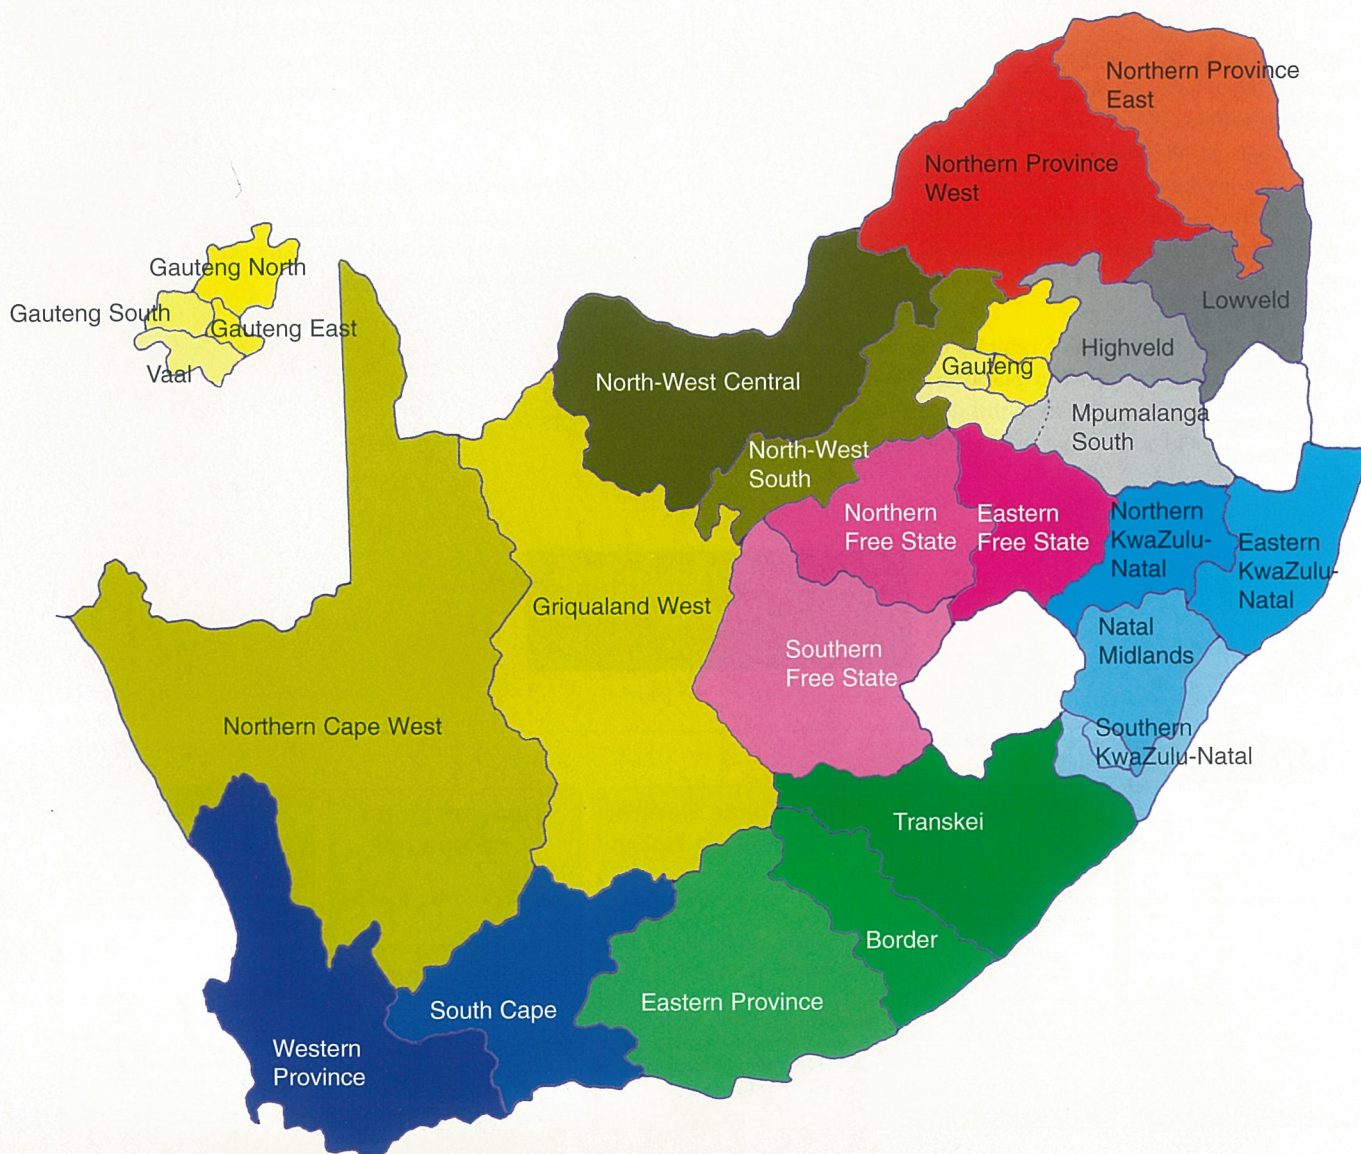 Northern Province
East
Northern Province
West
Gauteng North
Gauteng South
Gauteng East
Vaal
Lowveld
Highveld
Gauteng
North-West Central
Mpumalanga
South
North-West
South
Northern
Free State
Eastern
Free State
Northern
KwaZulu-
Natal
Eastern
KwaZulu-
Natal
Griqualand West
Natal
Midlands
Southern
Free State
Northern Cape West
Southern
KwaZulu-Natal
Transkei
Border
Eastern Province
South Cape
Western
Province